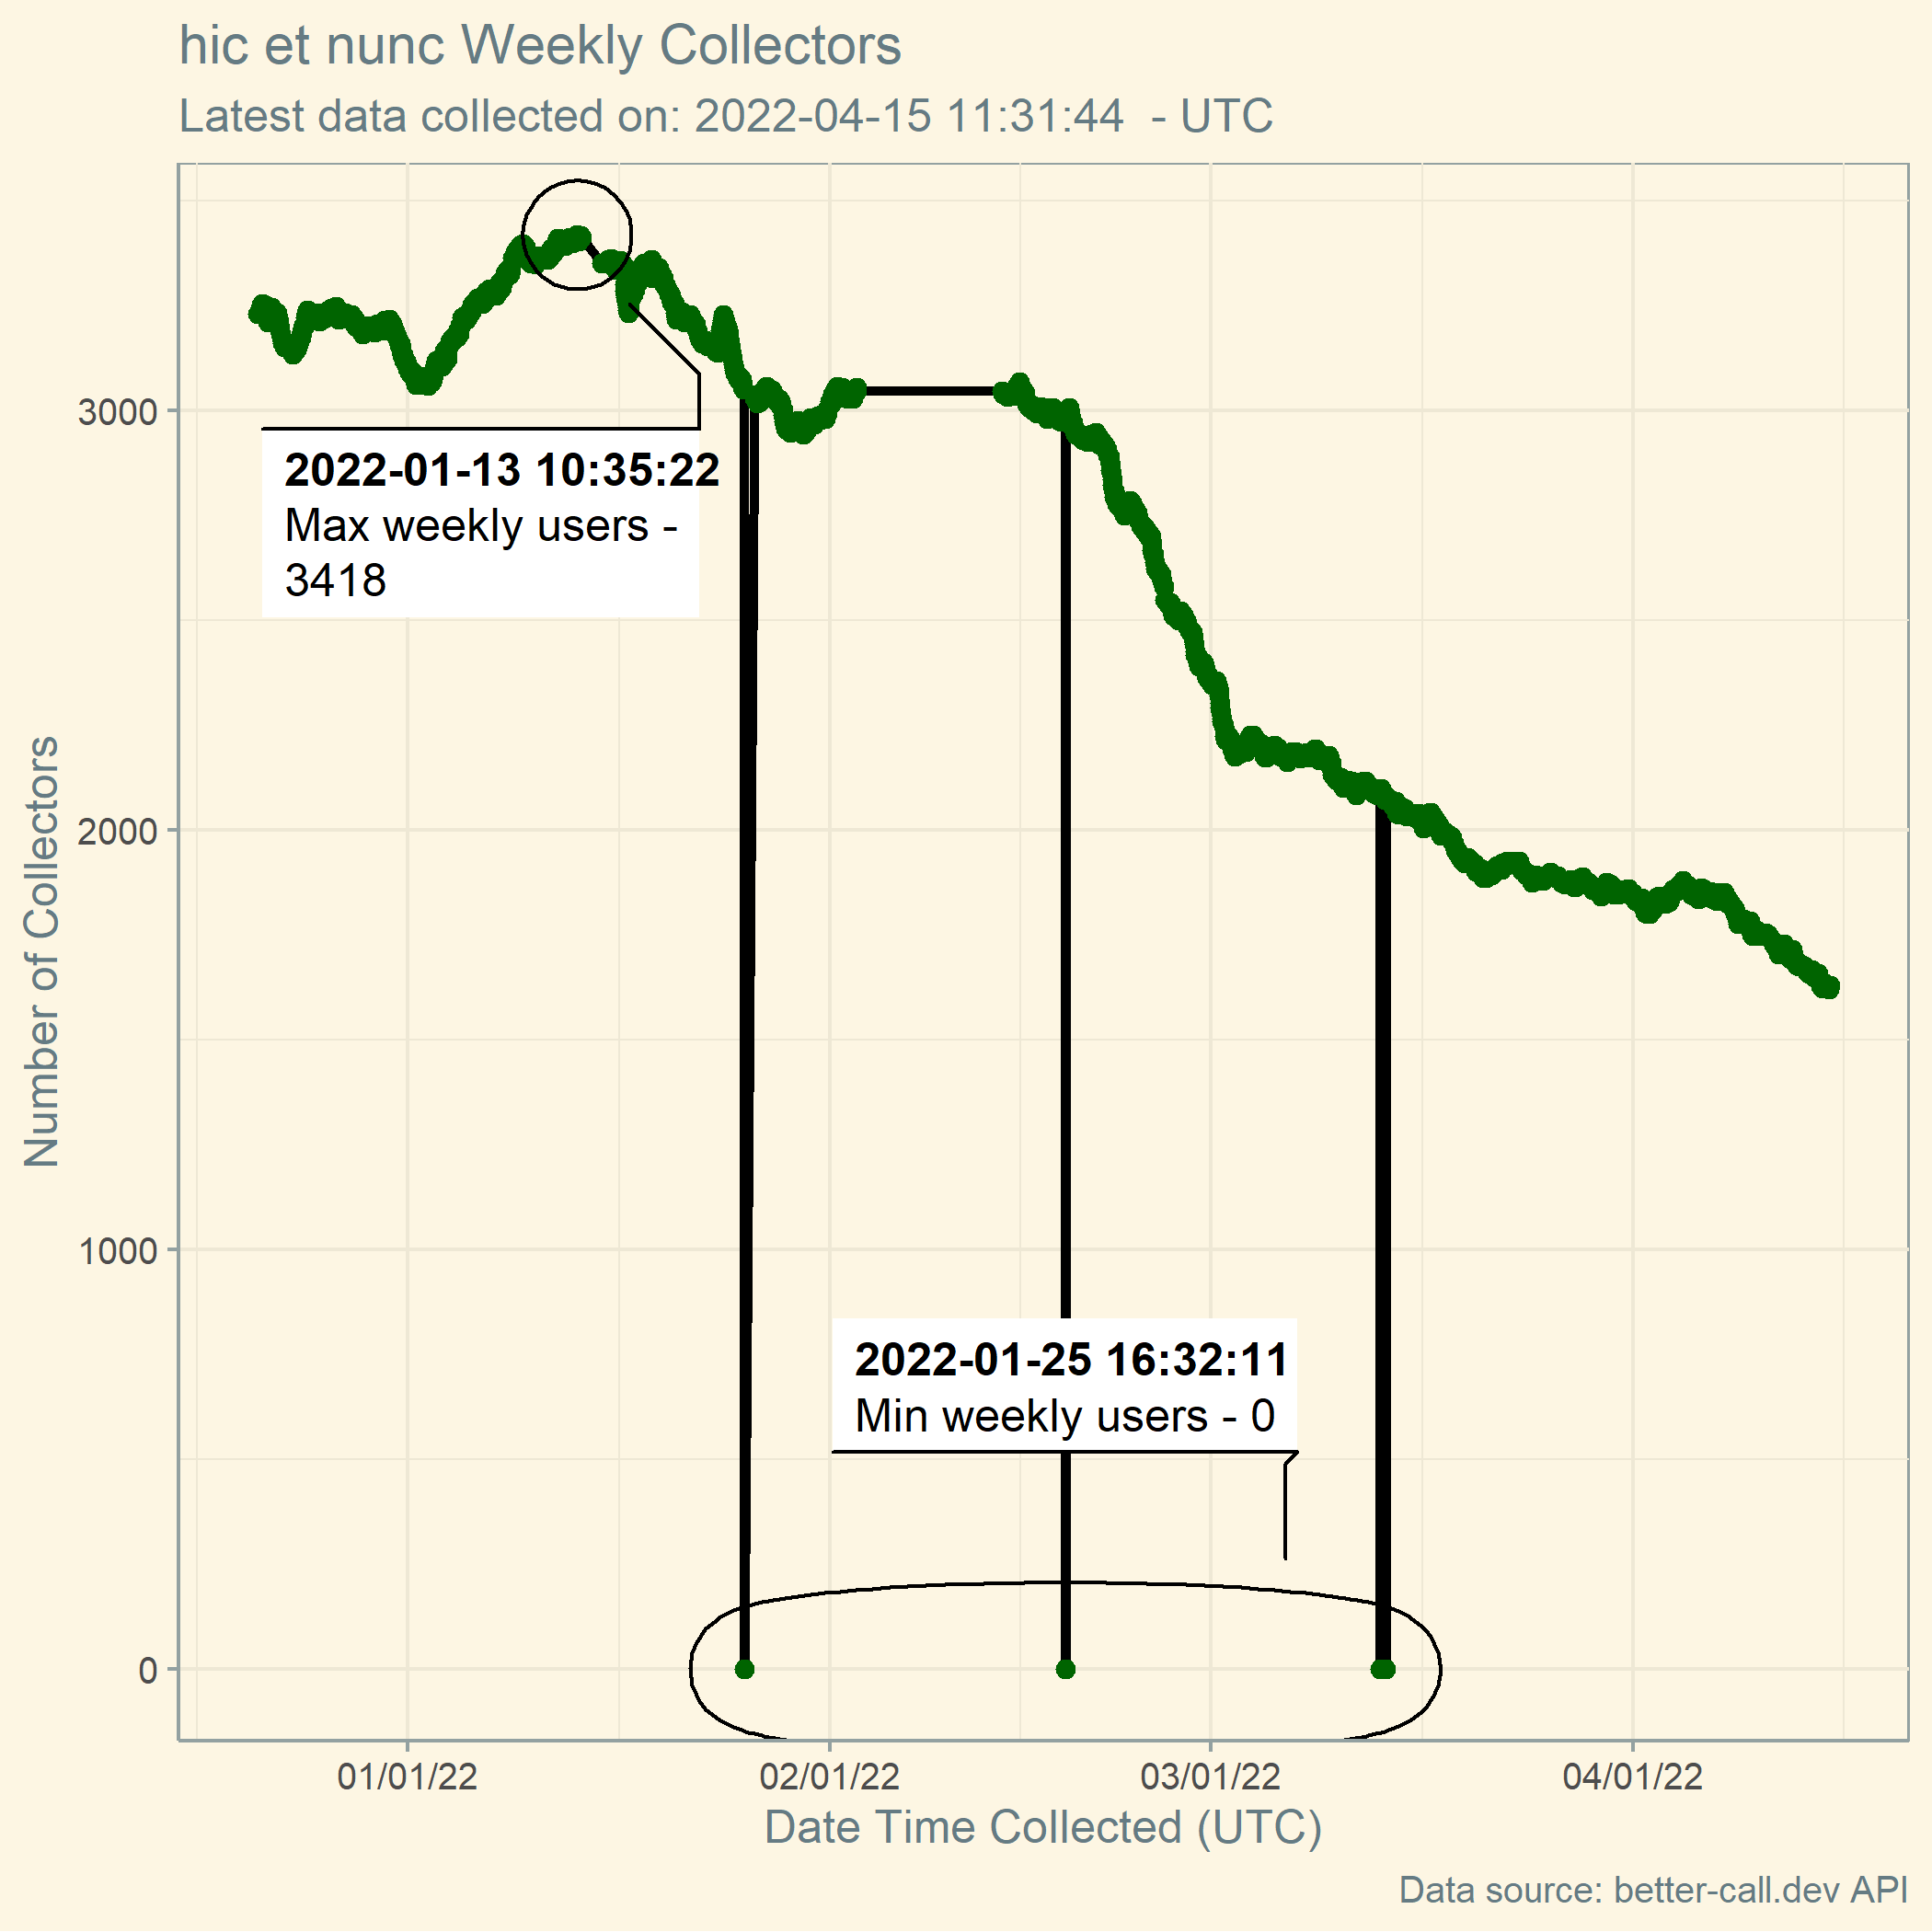 hic et nunc Weekly Collectors
Latest data collected on: 2022-04-15 11:31:44  - UTC
Number of Collectors
3000
2000
1000
0
2022-01-13 10:35:22
Max weekly users -
3418
2022-01-25 16:32:11
Min weekly users - 0
01/01/22
02/01/22
03/01/22
04/01/22
Date Time Collected (UTC)
Data source: better-call.dev API